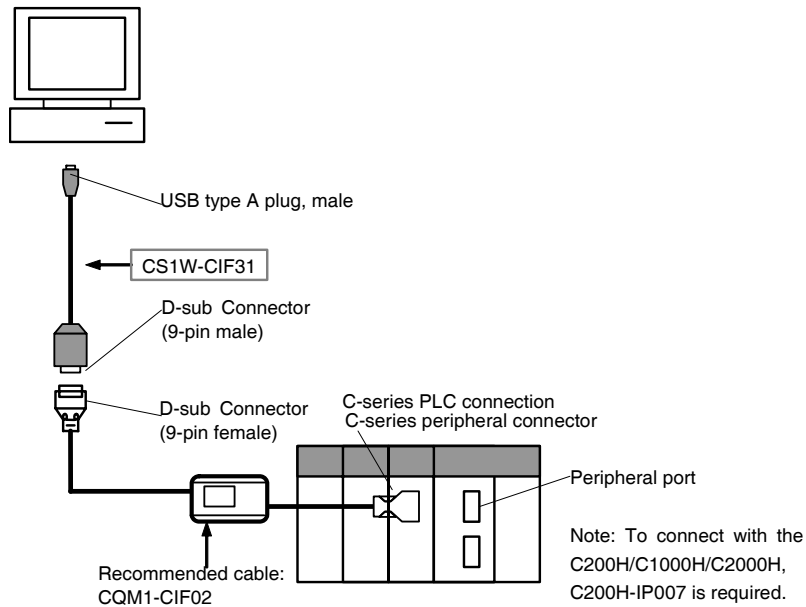 USB type A plug, male
CS1W-CIF31
D-sub Connector
(9-pin male)
D-sub Connector
(9-pin female)
C-series PLC connection
C-series peripheral connector
Peripheral port
Note: To connect with the
C200H/C1000H/C2000H,
C200H-IP007 is required.
Recommended cable:
CQM1-CIF02